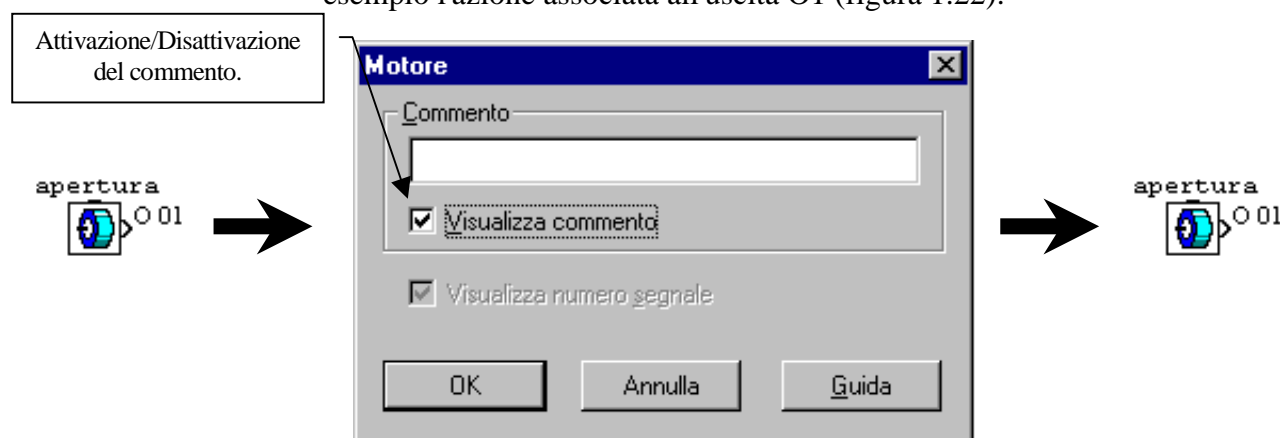 esempio l'azione associata all'uscita O1 (figura 1.22):
Attivazione/Disattivazione
del commento.
Motore
Commento
apertura
O 01
Visualizza commento
apertura
O 01
Visualizza numero segnale
OK
Annulla
Guida